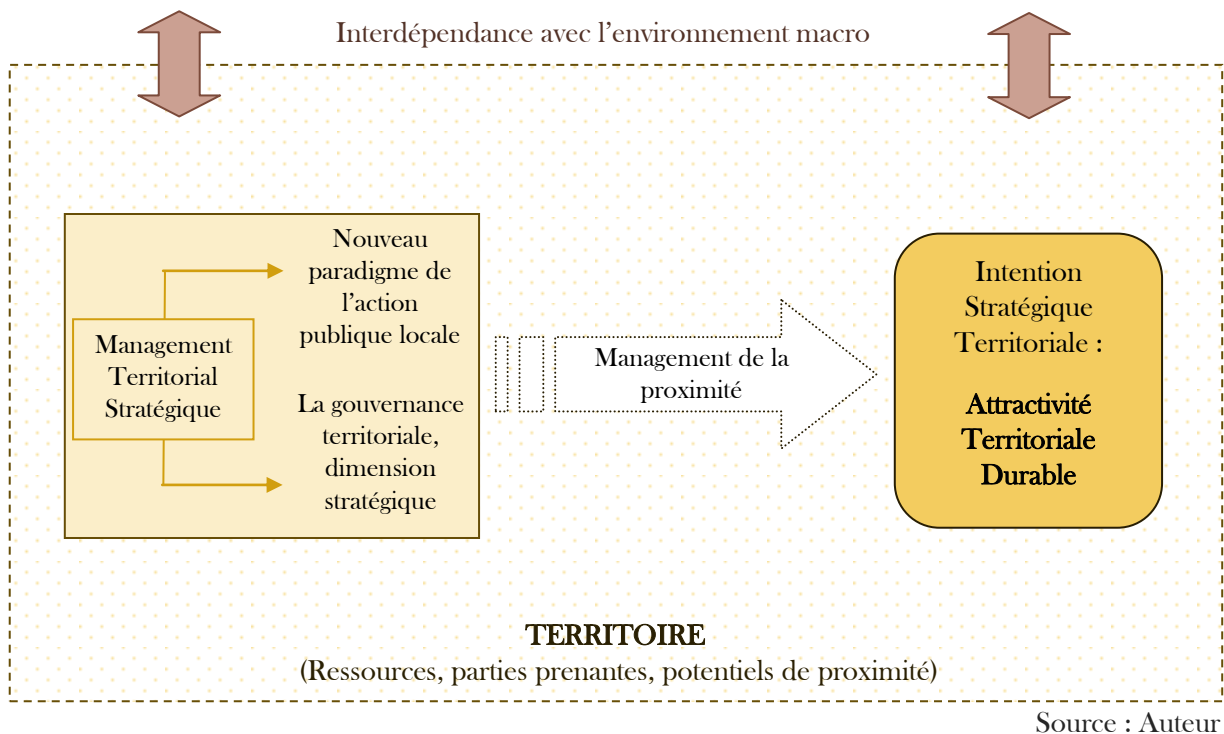 Interdépendance avec l’environnement macro
Nouveau
paradigme de
l’action
publique locale
Management
Territorial
Stratégique
La gouvernance
territoriale,
dimension
stratégique
Management de la
proximité
Intention
Stratégique
Territoriale :
Attractivité
Territoriale
Durable
TERRITOIRE
(Ressources, parties prenantes, potentiels de proximité)
Source : Auteur